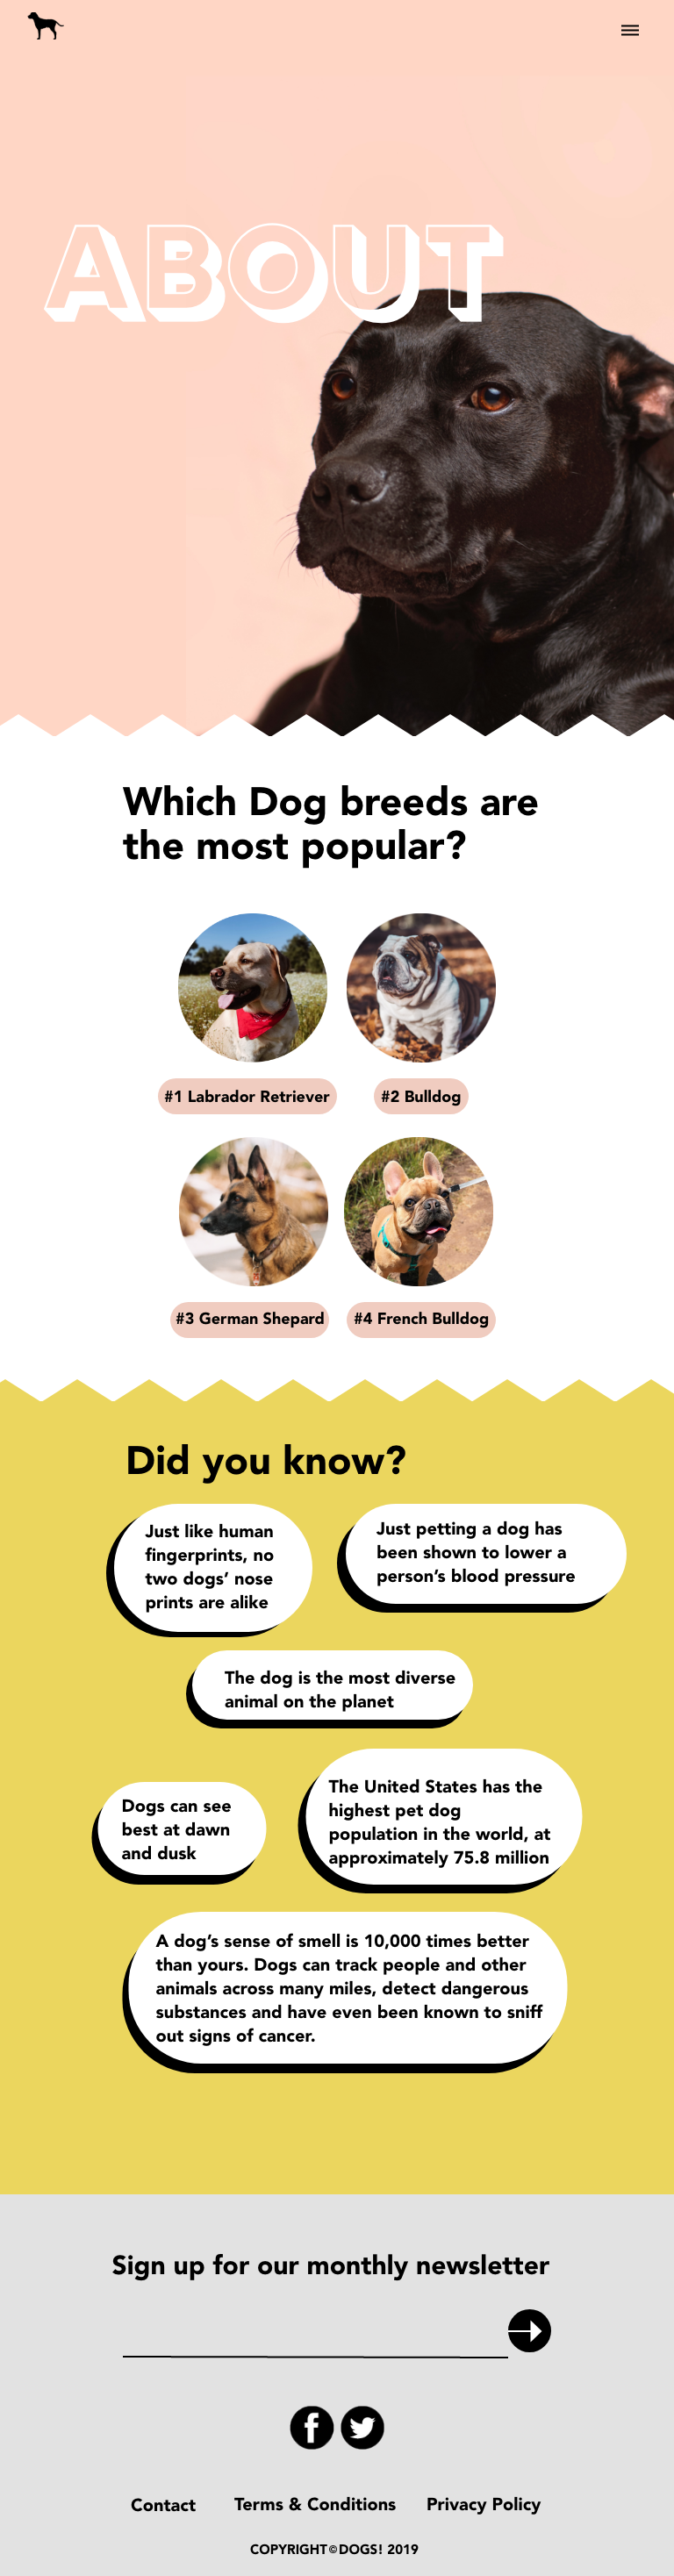 ABOUT
Which Dog breeds are
the most popular?
#1 Labrador Retriever
#2 Bulldog
#3 German Shepard
#4 French Bulldog
Did you know?
Just like human
fingerprints, no
two dogs’ nose
prints are alike
Just petting a dog has
been shown to lower a
person’s blood pressure
The dog is the most diverse
animal on the planet
Dogs can see
best at dawn
and dusk
The United States has the
highest pet dog
population in the world, at
approximately 75.8 million
A dog’s sense of smell is 10,000 times better
than yours. Dogs can track people and other
animals across many miles, detect dangerous
substances and have even been known to sniff
out signs of cancer.
Sign up for our monthly newsletter
Contact
Terms & Conditions
Privacy Policy
COPYRIGHT©DOGS! 2019